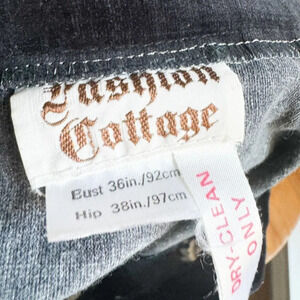 Fashion
Cottage
Bust 36in./92cm
Hip 38in./97cm
DRY-CLEAN
ONLY